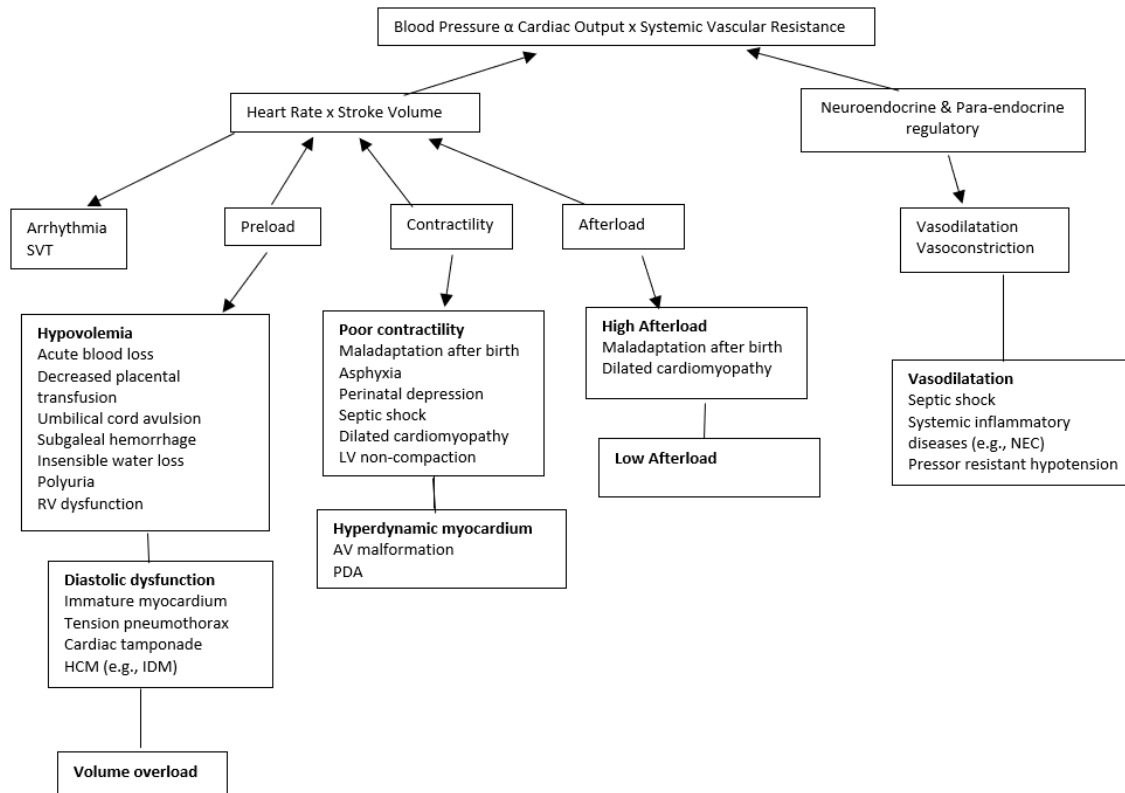 Blood Pressure α Cardiac Output x Systemic Vascular Resistance
Heart Rate x Stroke Volume
Neuroendocrine & Para-endocrine
regulatory
Arrhythmia
SVT
Preload
Contractility
Afterload
Vasodilatation
Vasoconstriction
Hypovolemia
Acute blood loss
Decreased placental
transfusion
Umbilical cord avulsion
Subgaleal hemorrhage
Insensible water loss
Polyuria
RV dysfunction
Poor contractility
Maladaptation after birth
Asphyxia
Perinatal depression
Septic shock
Dilated cardiomyopathy
LV non-compaction
High Afterload
Maladaptation after birth
Dilated cardiomyopathy
Vasodilatation
Septic shock
Systemic inflammatory
diseases (e.g., NEC)
Pressor resistant hypotension
Low Afterload
Hyperdynamic myocardium
AV malformation
PDA
Diastolic dysfunction
Immature myocardium
Tension pneumothorax
Cardiac tamponade
HCM (e.g., IDM)
Volume overload